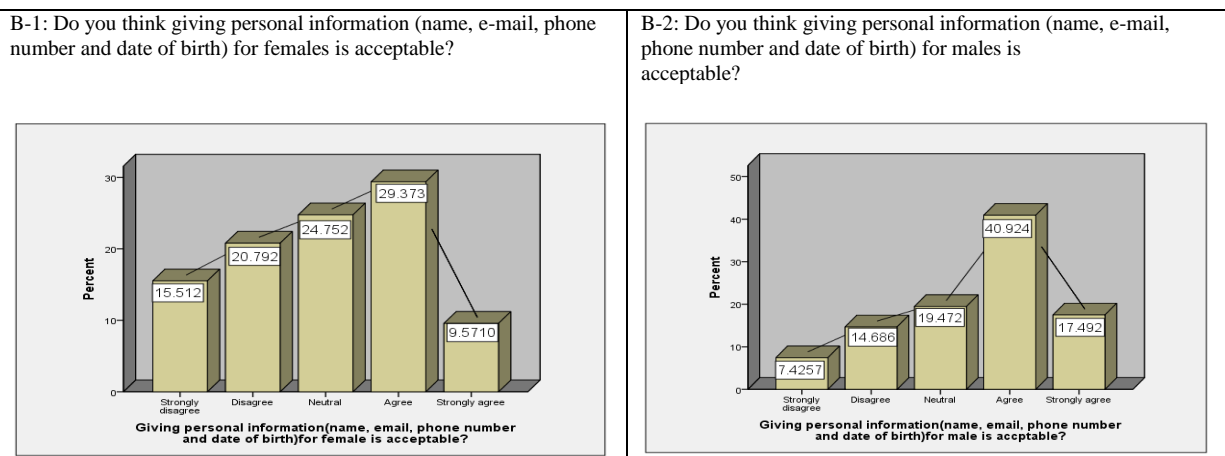 B-1: Do you think giving personal information (name, e-mail, phone
number and date of birth) for females is acceptable?
30
20
10
0
Percent
15.512
20.792
24.752
29.373
9.5710
Strongly
disagree
Disagree
Neutral
Agree
Strongly agree
Giving personal information(name, email, phone number
and date of birth)for female is acceptable?
B-2: Do you think giving personal information (name, e-mail,
phone number and date of birth) for males is
acceptable?
50
40
30
20
10
0
Percent
7.4257
14.686
19.472
40.924
17.492
Strongly
disagree
Disagree
Neutral
Agree
Strongly agree
Giving personal information(name, email, phone number
and date of birth)for male is accptable?